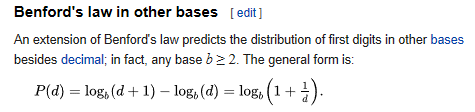 Benford's law in other bases [edit]
An extension of Benford's law predicts the distribution of first digits in other bases
besides decimal; in fact, any base b ≥ 2. The general form is:
P(d) = log_b(d + 1) − log_b(d) = log_b(1 + 1/d).